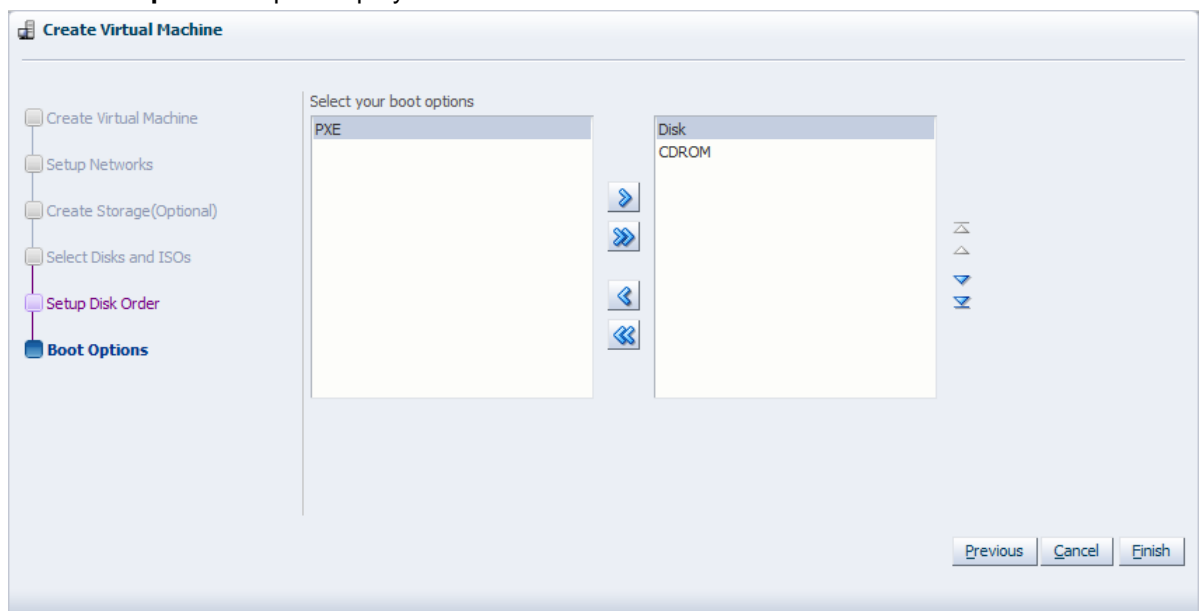 Create Virtual Machine
Create Virtual Machine
Setup Networks
Create Storage(Optional)
Select Disks and ISOs
Setup Disk Order
Boot Options
Select your boot options
PXE
Disk
CDROM
Previous
Cancel
Finish